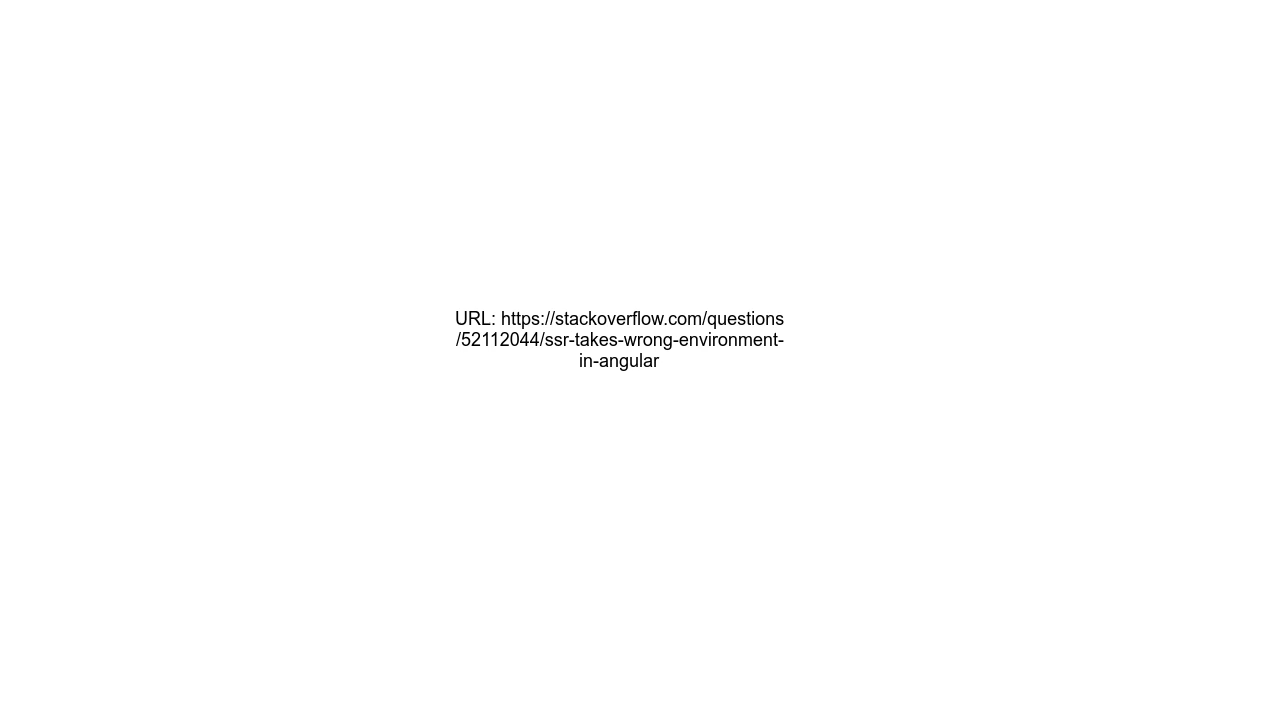 URL: https://stackoverflow.com/questions
/52112044/ssr-takes-wrong-environment-
in-angular